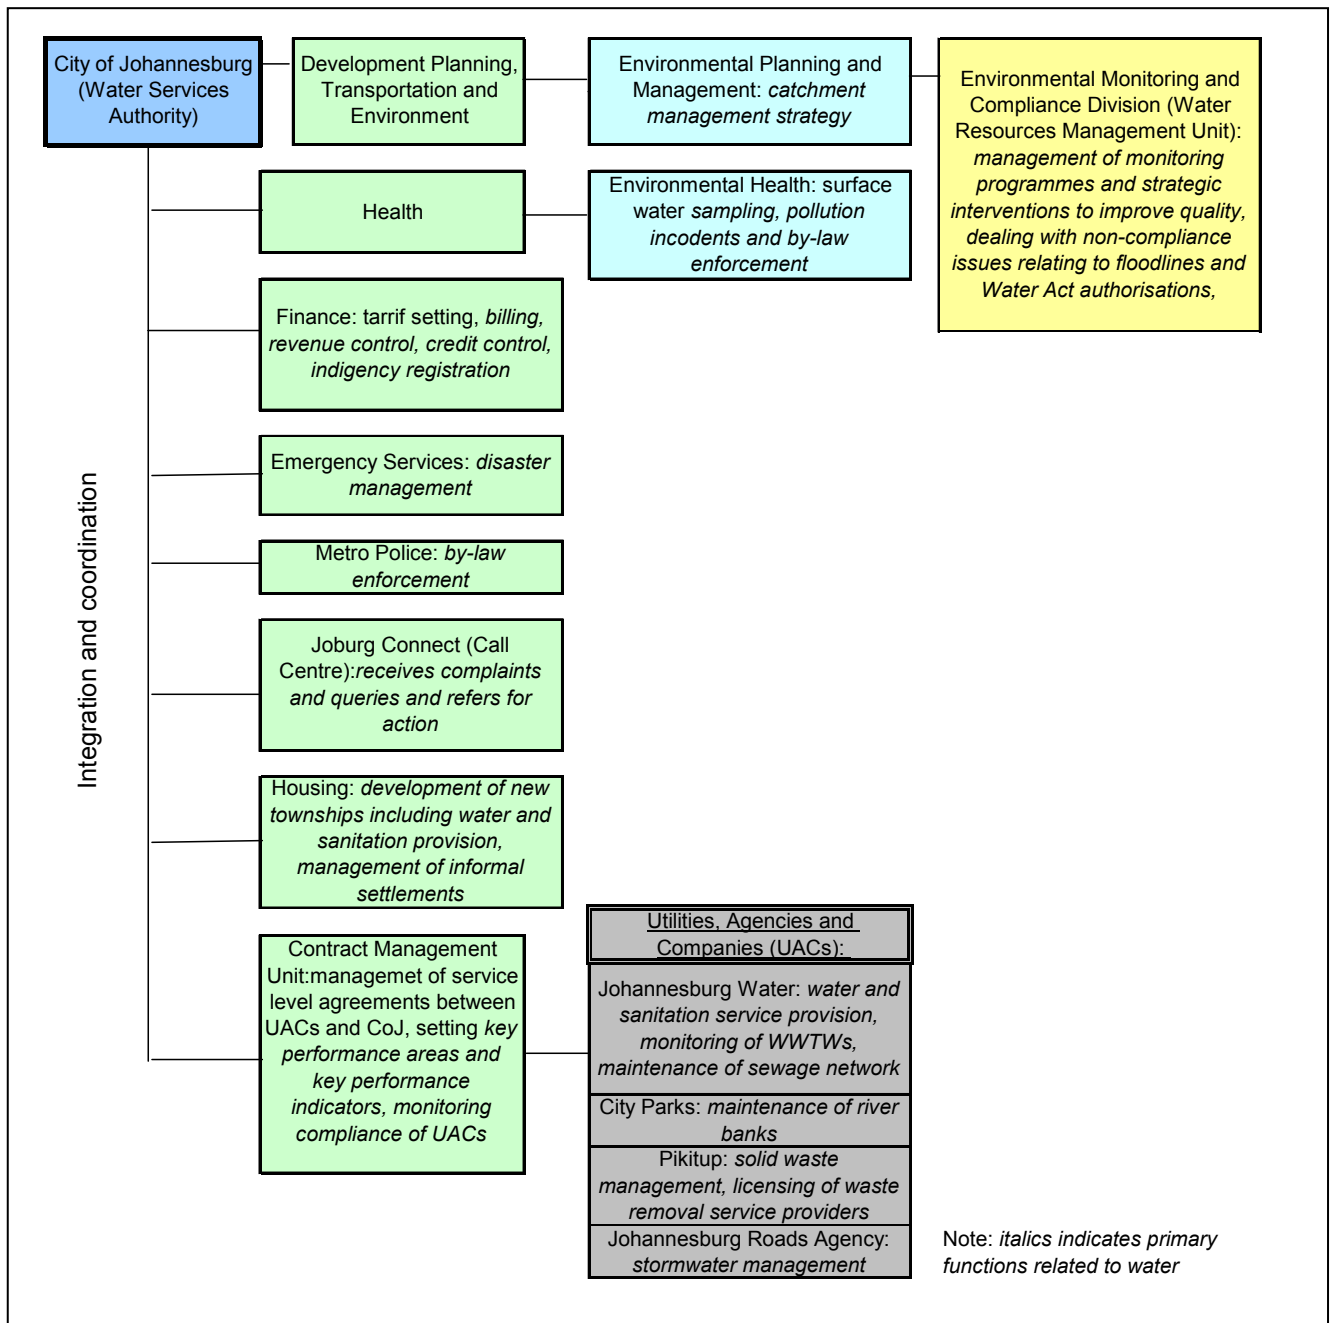 City of Johannesburg
(Water Services
Authority)
Development Planning,
Transportation and
Environment
Environmental Planning and
Management: catchment
management strategy
Environmental Monitoring and
Compliance Division (Water
Resources Management Unit):
management of monitoring
programmes and strategic
interventions to improve quality,
dealing with non-compliance
issues relating to floodlines and
Water Act authorisations,
Health
Environmental Health: surface
water sampling, pollution
incodents and by-law
enforcement
Finance: tarrif setting, billing,
revenue control, credit control,
indigency registration
Emergency Services: disaster
management
Metro Police: by-law
enforcement
Joburg Connect (Call
Centre):receives complaints
and queries and refers for
action
Housing: development of new
townships including water and
sanitation provision,
management of informal
settlements
Integration and coordination
Contract Management
Unit:managemet of service
level agreements between
UACs and CoJ, setting key
performance areas and
key performance
indicators, monitoring
compliance of UACs
Utilities, Agencies and
Companies (UACs):
Johannesburg Water: water and
sanitation service provision,
monitoring of WWTWs,
maintenance of sewage network
City Parks: maintenance of river
banks
Pikitup: solid waste
management, licensing of waste
removal service providers
Johannesburg Roads Agency:
stormwater management
Note: italics indicates primary
functions related to water